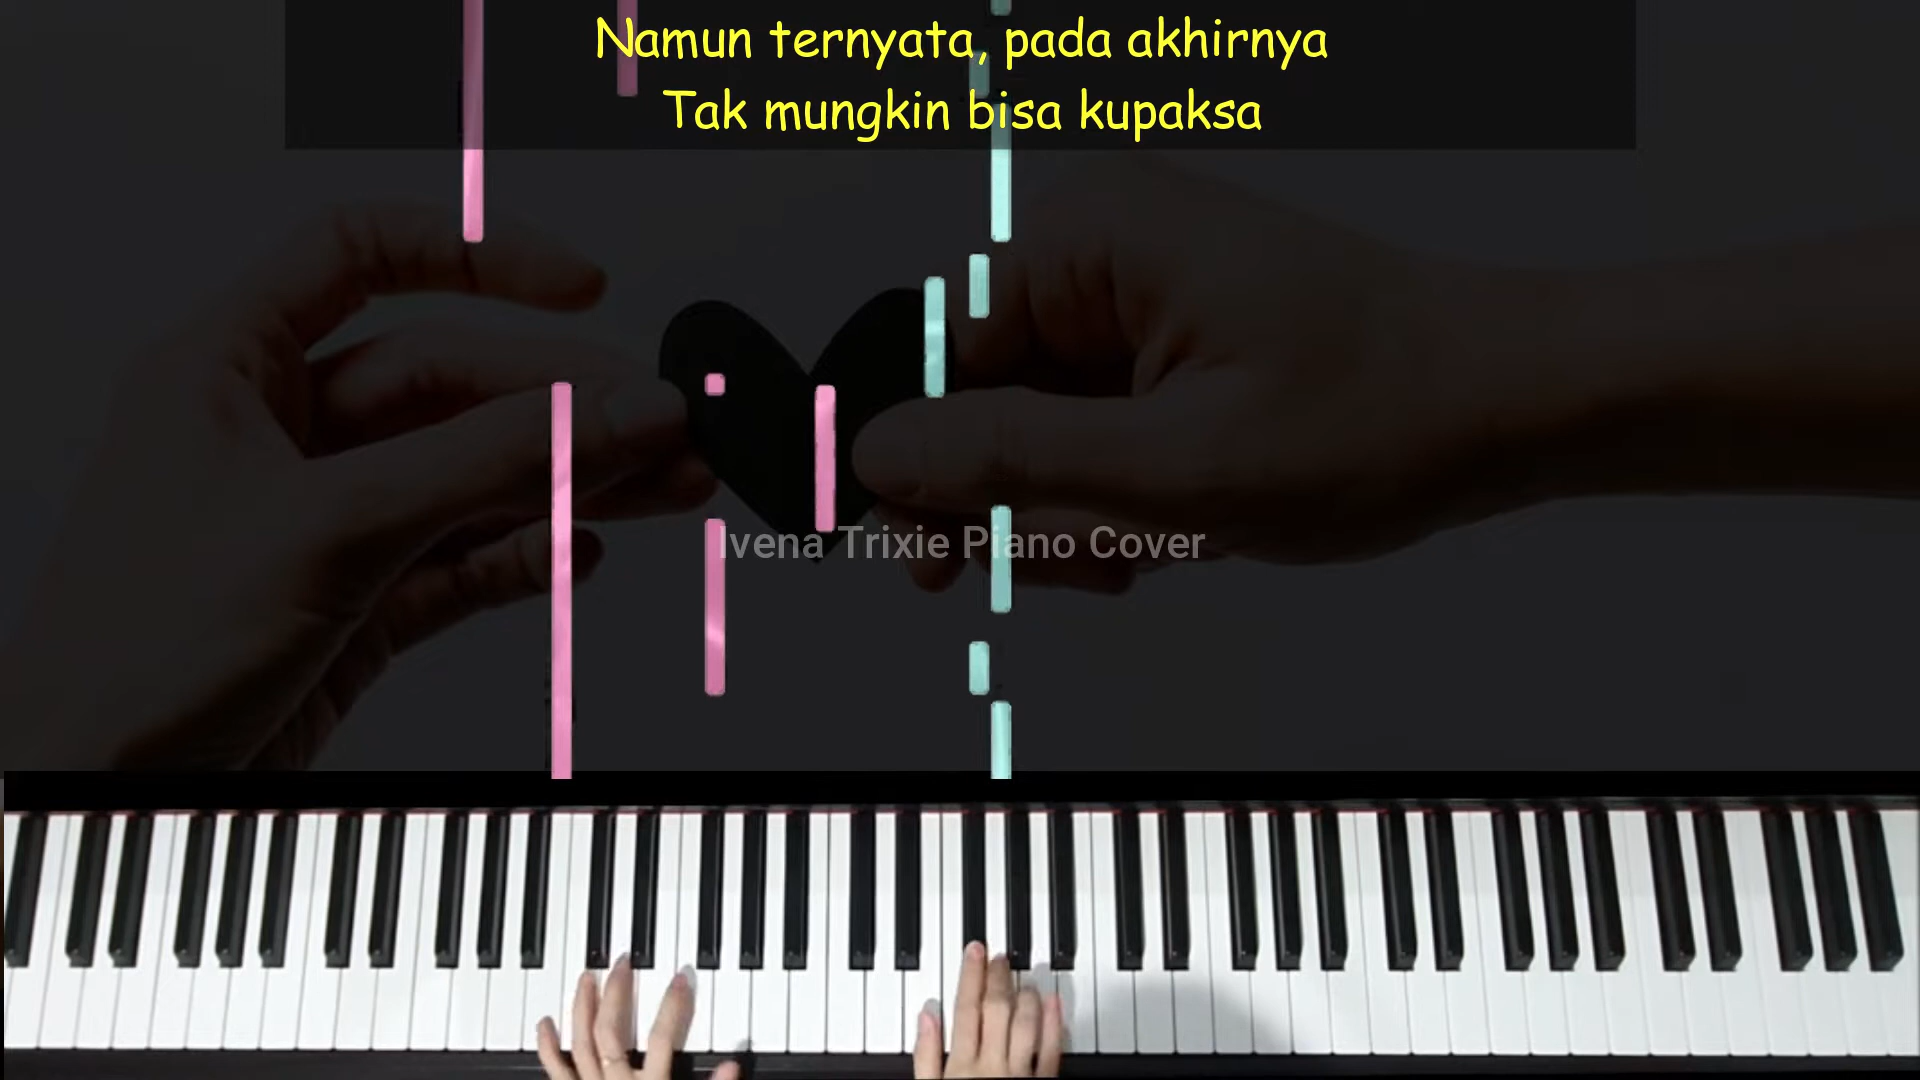 Namun ternyata, pada akhirnya
Tak mungkin bisa kupaksa
Ivena Trixie Piano Cover